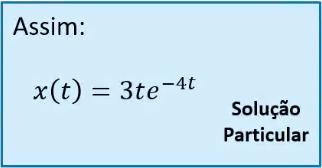 Assim:
x(t) = 3te^{-4t}
Solução
Particular